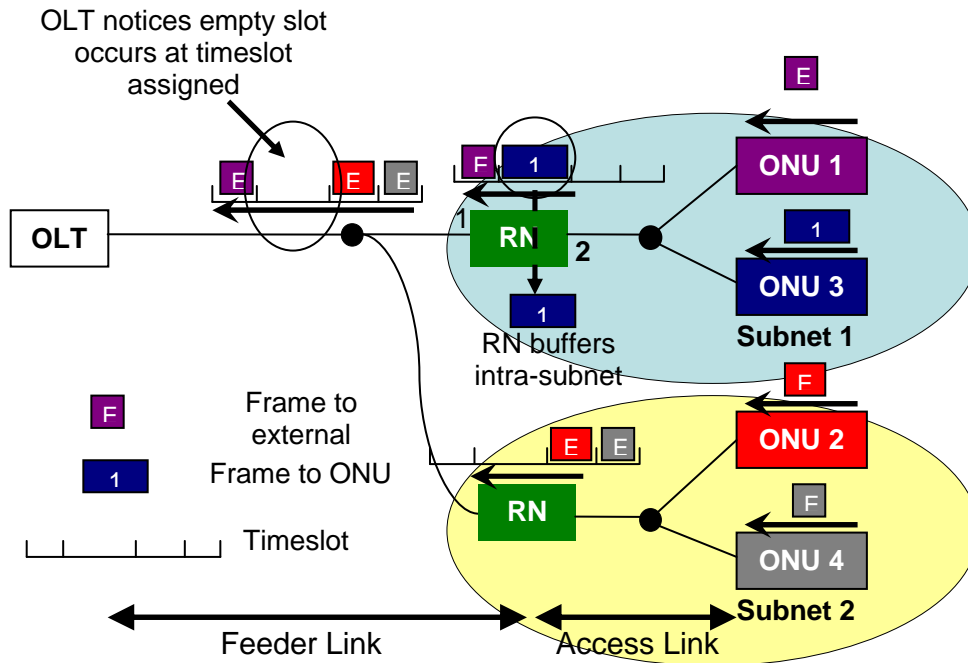 OLT notices empty slot
occurs at timeslot
assigned
E
E
E
E
F
1
E
ONU 1
1
ONU 3
Subnet 1
OLT
1
RN
2
1
RN buffers
intra-subnet
F
ONU 2
F
ONU 4
Subnet 2
E
E
RN
F
Frame to
external
1
Frame to ONU
Timeslot
Feeder Link
Access Link